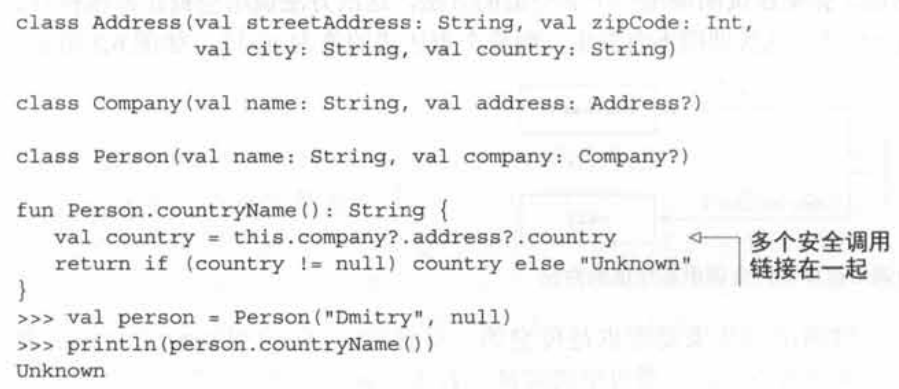 class Address(val streetAddress: String, val zipCode: Int,
              val city: String, val country: String)
class Company(val name: String, val address: Address?)
class Person(val name: String, val company: Company?)
fun Person.countryName(): String {
   val country = this.company?.address?.country
多个安全调用
链接在一起
   return if (country != null) country else "Unknown"
}
>>> val person = Person("Dmitry", null)
>>> println(person.countryName())
Unknown